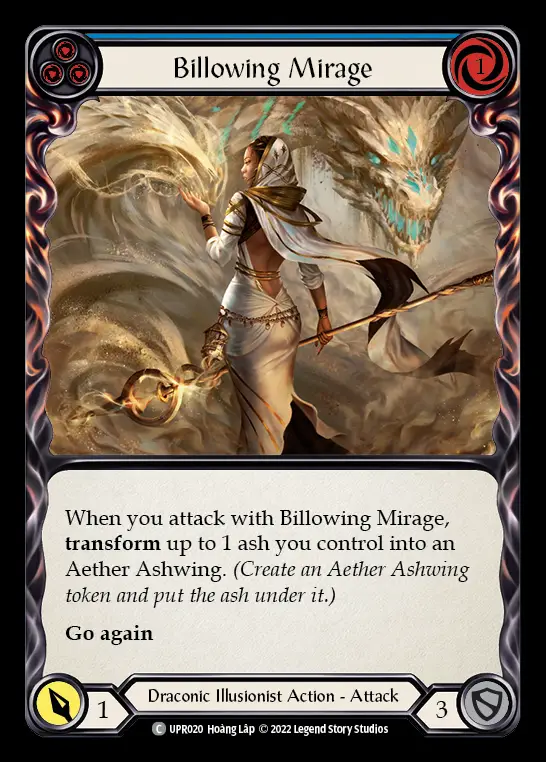 Billowing Mirage
1
When you attack with Billowing Mirage,
transform up to 1 ash you control into an
Aether Ashwing. (Create an Aether Ashwing
token and put the ash under it.)
Go again
1
Draconic Illusionist Action - Attack
3
C UPR020 Hoàng Lập © 2022 Legend Story Studios